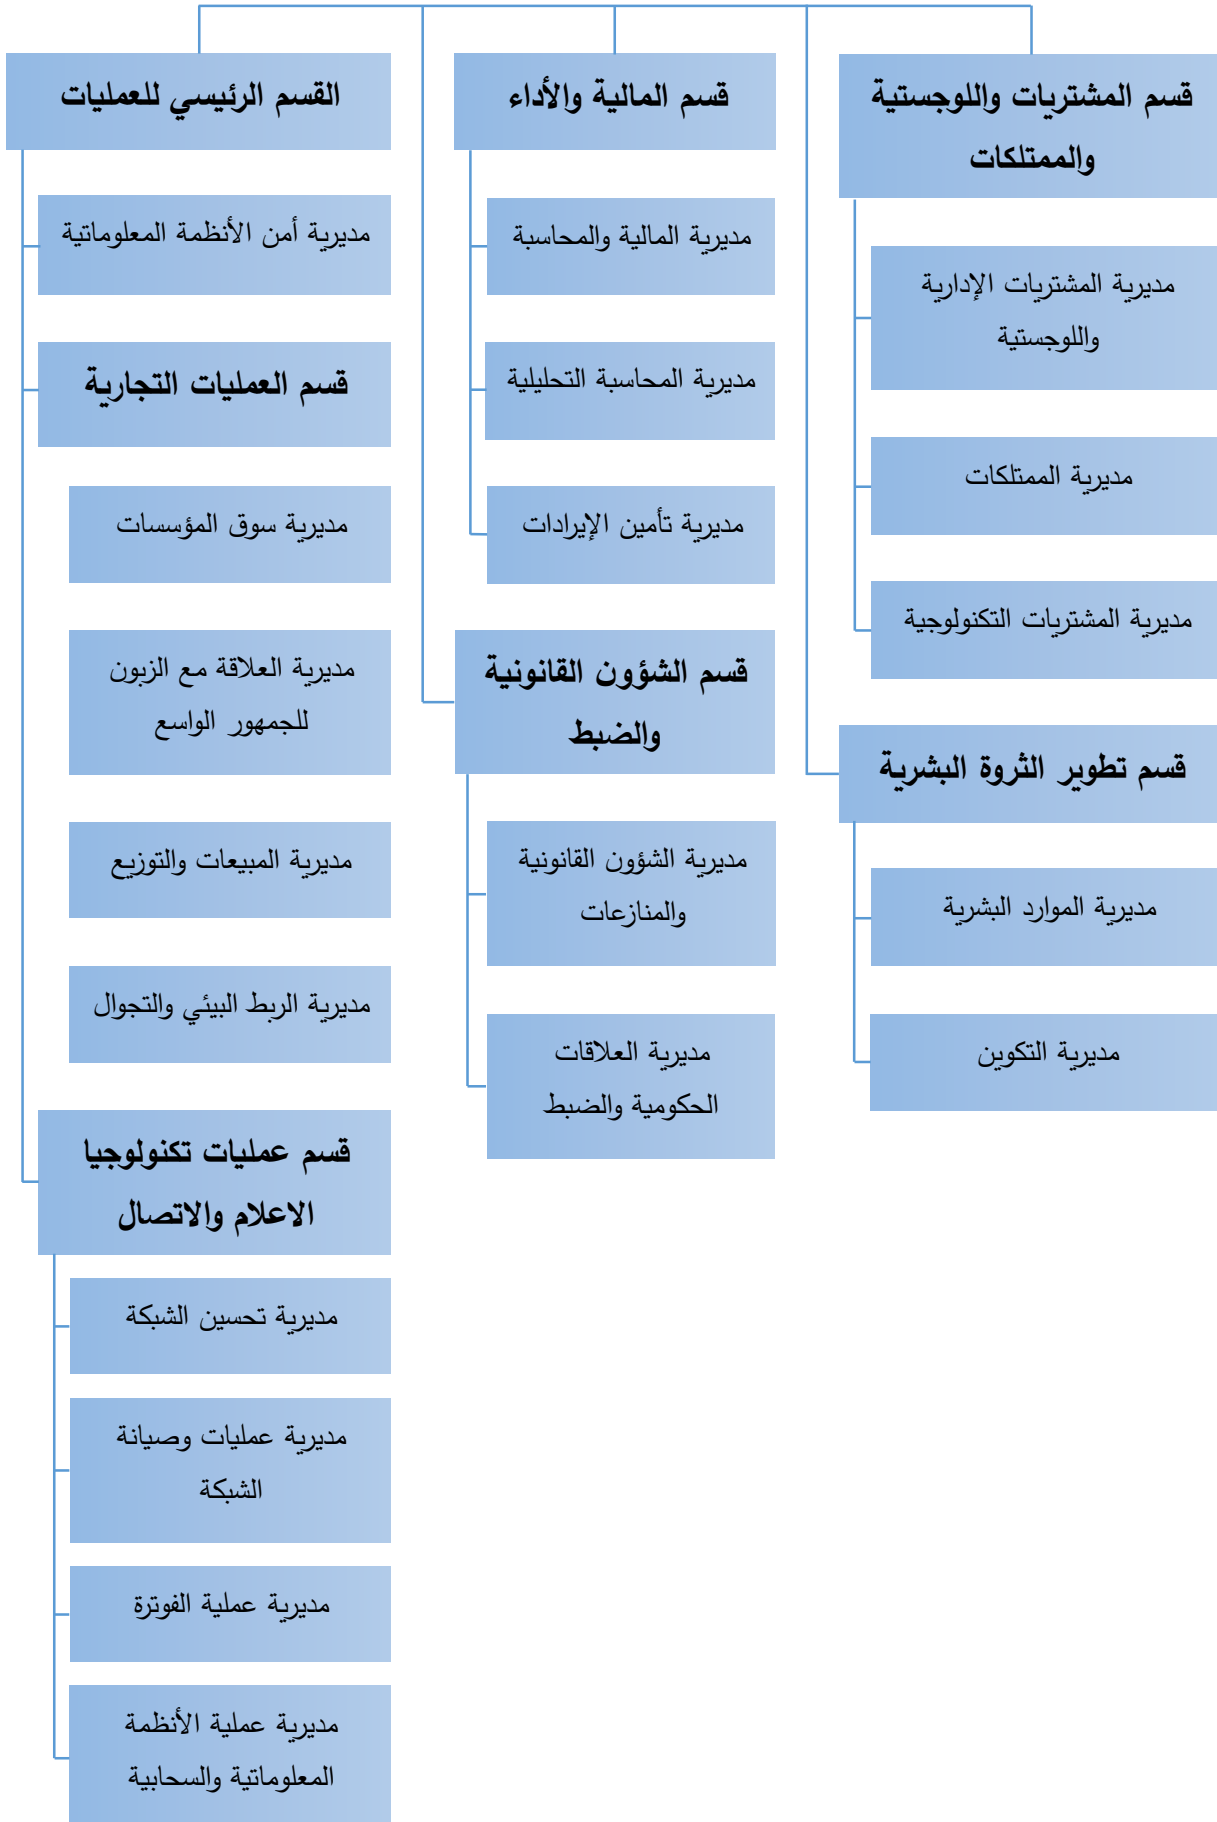 قسم المشتريات واللوجستية
والممتلكات
مديرية المشتريات الإدارية
واللوجستية
مديرية الممتلكات
مديرية المشتريات التكنولوجية
قسم تطوير الثروة البشرية
مديرية الموارد البشرية
مديرية التكوين
قسم المالية والأداء
مديرية المالية والمحاسبة
مديرية المحاسبة التحليلية
مديرية تأمين الإيرادات
قسم الشؤون القانونية
والضبط
مديرية الشؤون القانونية
والمنازعات
مديرية العلاقات
الحكومية والضبط
القسم الرئيسي للعمليات
مديرية أمن الأنظمة المعلوماتية
قسم العمليات التجارية
مديرية سوق المؤسسات
مديرية العلاقة مع الزبون
للجمهور الواسع
مديرية المبيعات والتوزيع
مديرية الربط البيئي والتجوال
قسم عمليات تكنولوجيا
الاعلام والاتصال
مديرية تحسين الشبكة
مديرية عمليات وصيانة
الشبكة
مديرية عملية الفوترة
مديرية عملية الأنظمة
المعلوماتية والسحابية